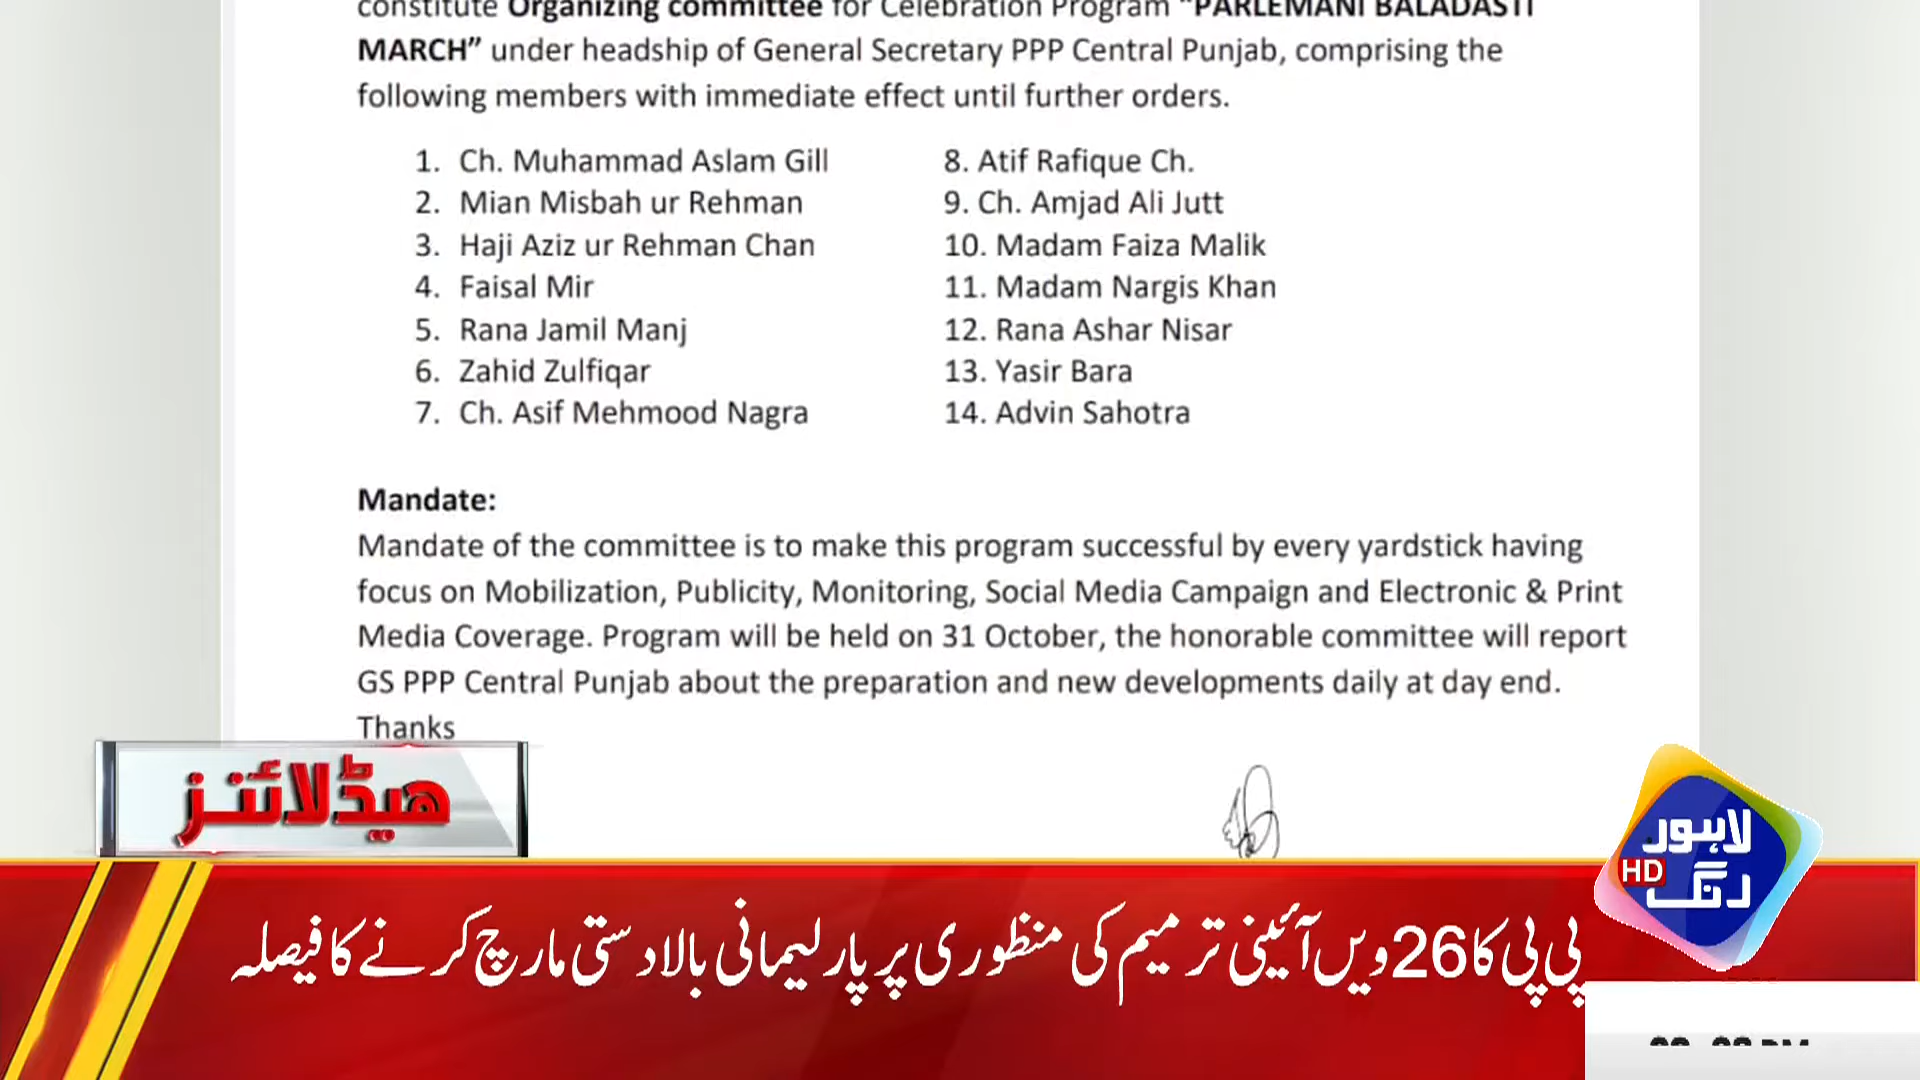 constitute Organizing committee for Celebration Program “PARLEMANI BALADASTI
MARCH” under headship of General Secretary PPP Central Punjab, comprising the
following members with immediate effect until further orders.
1. Ch. Muhammad Aslam Gill
2. Mian Misbah ur Rehman
3. Haji Aziz ur Rehman Chan
4. Faisal Mir
5. Rana Jamil Manj
6. Zahid Zulfiqar
7. Ch. Asif Mehmood Nagra
8. Atif Rafique Ch.
9. Ch. Amjad Ali Jutt
10. Madam Faiza Malik
11. Madam Nargis Khan
12. Rana Ashar Nisar
13. Yasir Bara
14. Advin Sahotra
Mandate:
Mandate of the committee is to make this program successful by every yardstick having
focus on Mobilization, Publicity, Monitoring, Social Media Campaign and Electronic & Print
Media Coverage. Program will be held on 31 October, the honorable committee will report
GS PPP Central Punjab about the preparation and new developments daily at day end.
Thanks
ہیڈلائنز
لاہور
رنگ
HD
پی پی کا 26ویں آئینی ترمیم کی منظوری پر پارلیمانی بالادستی مارچ کرنے کا فیصلہ